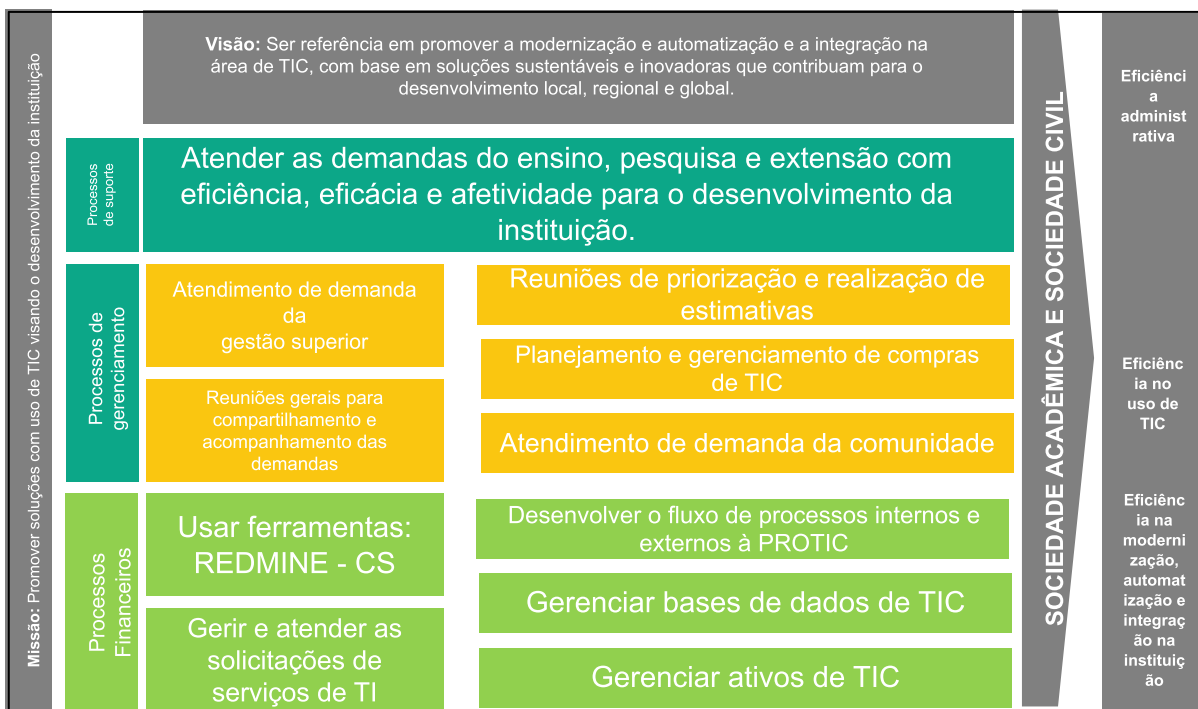 Missão: Promover soluções com uso de TIC visando o desenvolvimento da instituição
Visão: Ser referência em promover a modernização e automatização e a integração na
área de TIC, com base em soluções sustentáveis e inovadoras que contribuam para o
desenvolvimento local, regional e global.
Processos
de suporte
Atender as demandas do ensino, pesquisa e extensão com
eficiência, eficácia e afetividade para o desenvolvimento da
instituição.
Processos de
gerenciamento
Atendimento de demanda
da
gestão superior
Reuniões gerais para
compartilhamento e
acompanhamento das
demandas
Reuniões de priorização e realização de
estimativas
Planejamento e gerenciamento de compras
de TIC
Atendimento de demanda da comunidade
Processos
Financeiros
Usar ferramentas:
REDMINE - CS
Gerir e atender as
solicitações de
serviços de TI
Desenvolver o fluxo de processos internos e
externos à PROTIC
Gerenciar bases de dados de TIC
Gerenciar ativos de TIC
SOCIEDADE ACADÊMICA E SOCIEDADE CIVIL
Eficiênci
a
administ
rativa
Eficiênc
ia no
uso de
TIC
Eficiênc
ia na
moderni
zação,
automat
ização e
integraç
ão na
instituiç
ão